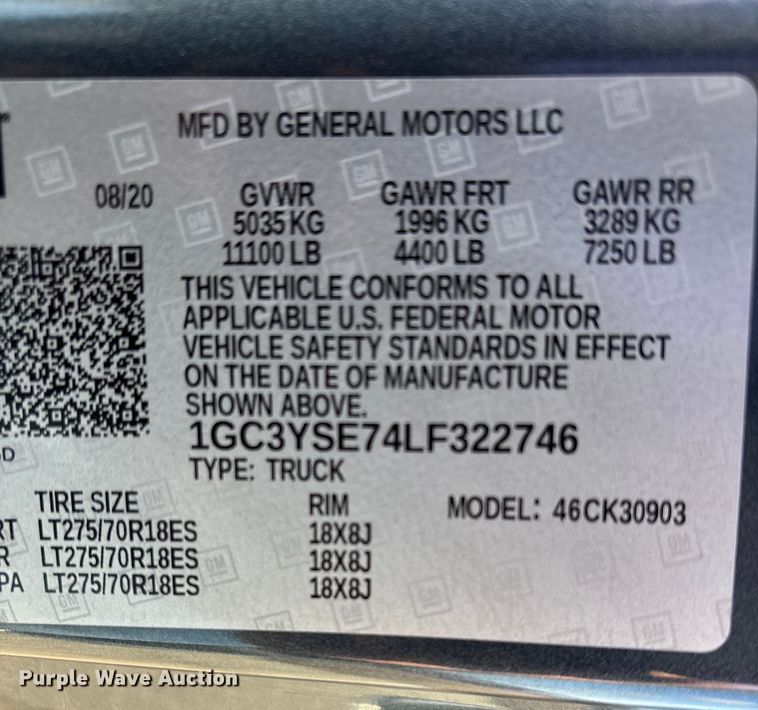 MFD BY GENERAL MOTORS LLC
08/20 GVWR GAWR FRT GAWR RR
5035 KG 1996 KG 3289 KG
11100 LB 4400 LB 7250 LB
THIS VEHICLE CONFORMS TO ALL
APPLICABLE U.S. FEDERAL MOTOR
VEHICLE SAFETY STANDARDS IN EFFECT
ON THE DATE OF MANUFACTURE
SHOWN ABOVE.
1GC3YSE74LF322746
TYPE: TRUCK
TIRE SIZE RIM MODEL: 46CK30903
RT LT275/70R18ES 18X8J
R LT275/70R18ES 18X8J
PA LT275/70R18ES 18X8J
Purple Wave Auction